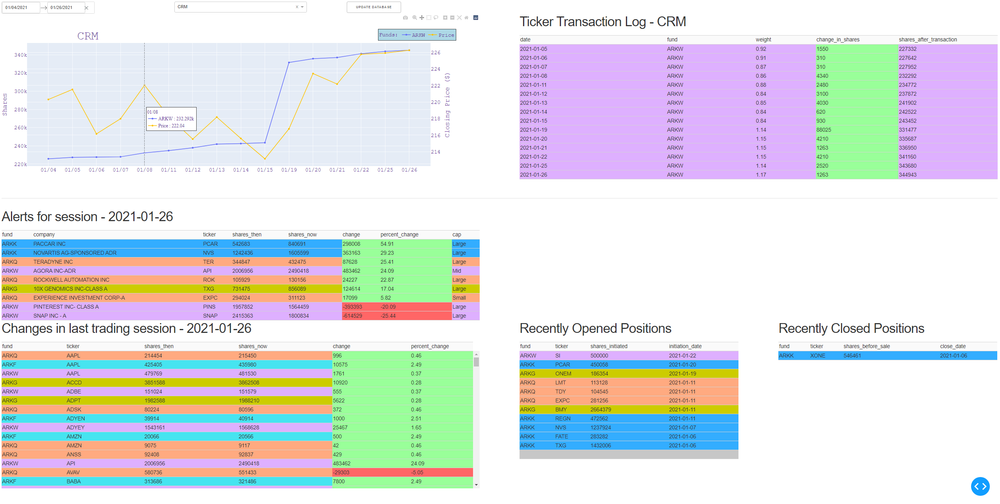 01/04/2021 → 01/26/2021 ×
CRM × 
UPDATE DATABASE
CRM
Funds: ARKW Price
Shares
340k
320k
300k
280k
260k
240k
220k
226
224
222
220
218
216
214
Closing Price ($)
01/08
ARKW : 232.292k
Price : 222.04
01/04 01/05 01/06 01/07 01/08 01/11 01/12 01/13 01/14 01/15 01/19 01/20 01/21 01/22 01/25 01/26
Ticker Transaction Log - CRM
date fund weight change_in_shares shares_after_transaction
2021-01-05 ARKW 0.92 1550 227332
2021-01-06 ARKW 0.91 310 227642
2021-01-07 ARKW 0.87 310 227952
2021-01-08 ARKW 0.86 4340 232292
2021-01-11 ARKW 0.88 2480 234772
2021-01-12 ARKW 0.84 3100 237872
2021-01-13 ARKW 0.85 4030 241902
2021-01-14 ARKW 0.84 620 242522
2021-01-15 ARKW 0.84 930 243452
2021-01-19 ARKW 1.14 88025 331477
2021-01-20 ARKW 1.15 4210 335687
2021-01-21 ARKW 1.15 1263 336950
2021-01-22 ARKW 1.15 4210 341160
2021-01-25 ARKW 1.14 2520 343680
2021-01-26 ARKW 1.17 1263 344943
Alerts for session - 2021-01-26
fund company ticker shares_then shares_now change percent_change cap
ARKK PACCAR INC PCAR 542683 840691 298008 54.91 Large
ARKK NOVARTIS AG-SPONSORED ADR NVS 1242436 1605599 363163 29.23 Large
ARKQ TERADYNE INC TER 344847 432475 87628 25.41 Large
ARKW AGORA INC-ADR API 2006956 2490418 483462 24.09 Mid
ARKQ ROCKWELL AUTOMATION INC ROK 105929 130156 24227 22.87 Large
ARKG 10X GENOMICS INC-CLASS A TXG 731475 856089 124614 17.04 Large
ARKQ EXPERIENCE INVESTMENT CORP-A EXPC 294024 311123 17099 5.82 Small
ARKW PINTEREST INC- CLASS A PINS 1957852 1564459 -393393 -20.09 Large
ARKW SNAP INC - A SNAP 2415363 1800834 -614529 -25.44 Large
Changes in last trading session - 2021-01-26
fund ticker shares_then shares_now change percent_change
ARKQ AAPL 214454 215450 996 0.46
ARKF AAPL 425405 435980 10575 2.49
ARKW AAPL 479769 481530 1761 0.37
ARKG ACCD 3851588 3862508 10920 0.28
ARKW ADBE 151024 151579 555 0.37
ARKG ADPT 1982588 1988210 5622 0.28
ARKQ ADSK 80224 80596 372 0.46
ARKF ADYEN 39914 40914 1000 2.51
ARKW ADYEY 1543161 1568628 25467 1.65
ARKF AMZN 20066 20566 500 2.49
ARKQ AMZN 9075 9117 42 0.46
ARKQ ANSS 92408 92837 429 0.46
ARKW API 2006956 2490418 483462 24.09
ARKQ AVAV 580736 551433 -29303 -5.05
ARKF BABA 313686 321486 7800 2.49
Recently Opened Positions
fund ticker shares_initiated initiation_date
ARKW SI 500000 2021-01-22
ARKK PCAR 450058 2021-01-20
ARKG ONEM 186354 2021-01-19
ARKQ LMT 113128 2021-01-11
ARKQ TDY 104545 2021-01-11
ARKQ EXPC 281256 2021-01-11
ARKG BMY 2664379 2021-01-11
ARKK REGN 472562 2021-01-11
ARKK NVS 1237924 2021-01-07
ARKK FATE 283282 2021-01-06
ARKK TXG 1432006 2021-01-06
Recently Closed Positions
fund ticker shares_before_sale close_date
ARKK XONE 546461 2021-01-06